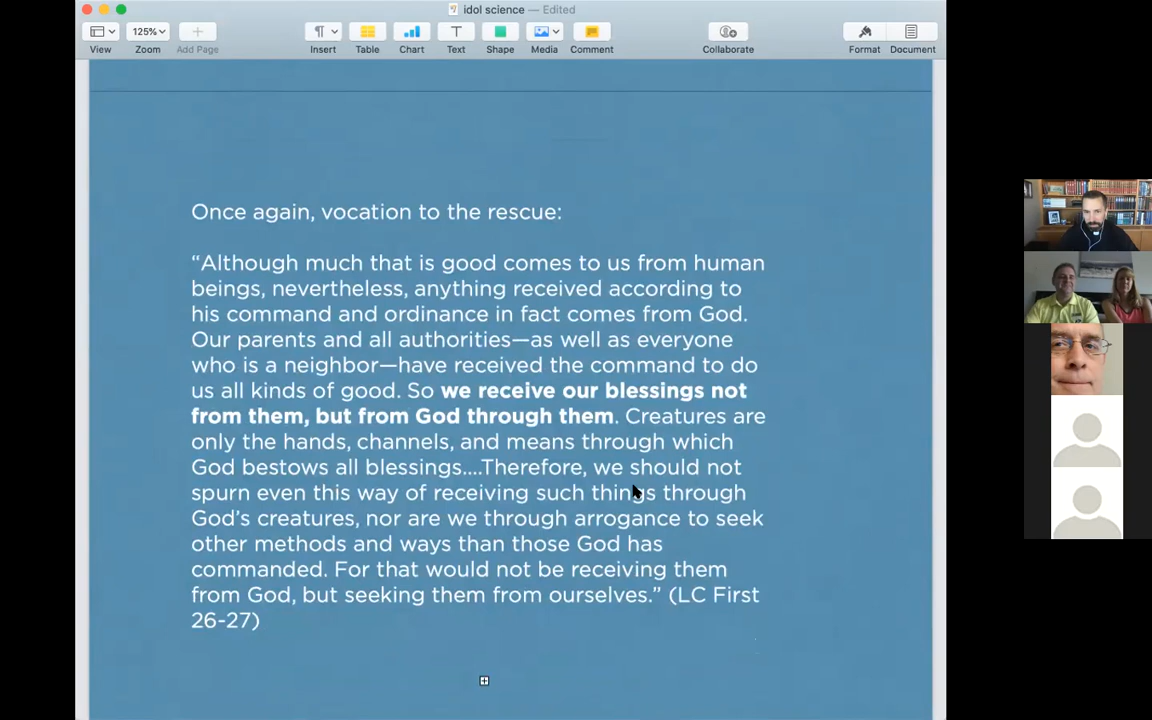 idol science — Edited
125%
View
Zoom
Add Page
Insert
Table
Chart
Text
Shape
Media
Comment
Collaborate
Format
Document
Once again, vocation to the rescue:
“Although much that is good comes to us from human
beings, nevertheless, anything received according to
his command and ordinance in fact comes from God.
Our parents and all authorities—as well as everyone
who is a neighbor—have received the command to do
us all kinds of good. So we receive our blessings not
from them, but from God through them. Creatures are
only the hands, channels, and means through which
God bestows all blessings....Therefore, we should not
spurn even this way of receiving such things through
God’s creatures, nor are we through arrogance to seek
other methods and ways than those God has
commanded. For that would not be receiving them
from God, but seeking them from ourselves.” (LC First
26-27)